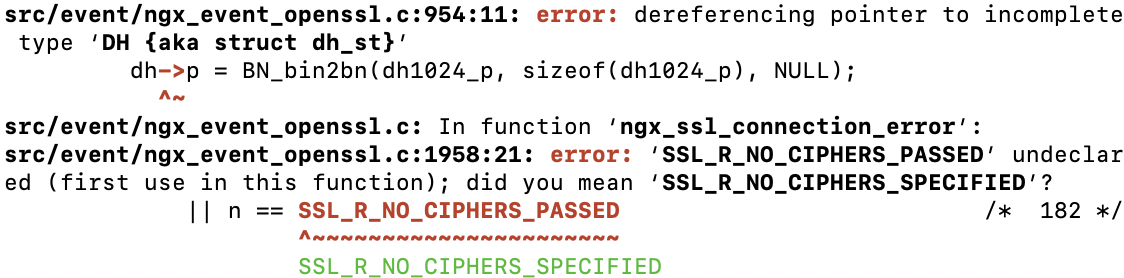 src/event/ngx_event_openssl.c:954:11: error: dereferencing pointer to incomplete
 type ‘DH {aka struct dh_st}’
         dh->p = BN_bin2bn(dh1024_p, sizeof(dh1024_p), NULL);
           ^~
src/event/ngx_event_openssl.c: In function ‘ngx_ssl_connection_error’:
src/event/ngx_event_openssl.c:1958:21: error: ‘SSL_R_NO_CIPHERS_PASSED’ undeclar
ed (first use in this function); did you mean ‘SSL_R_NO_CIPHERS_SPECIFIED’?
             || n == SSL_R_NO_CIPHERS_PASSED                          /*  182 */
                     ^~~~~~~~~~~~~~~~~~~~~~~
                     SSL_R_NO_CIPHERS_SPECIFIED